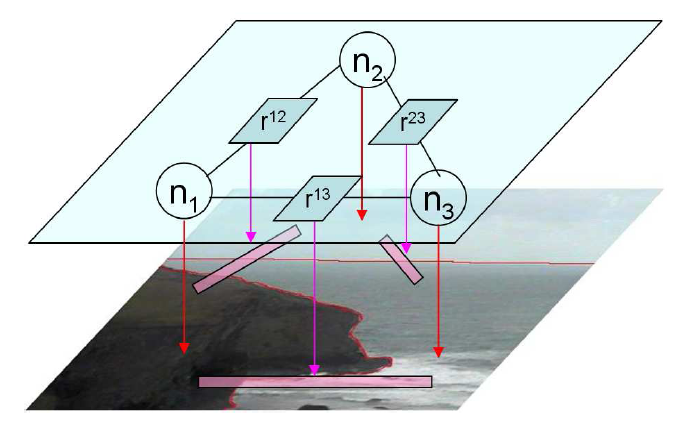 n₂
r¹² r²³
n₁ r¹³ n₃